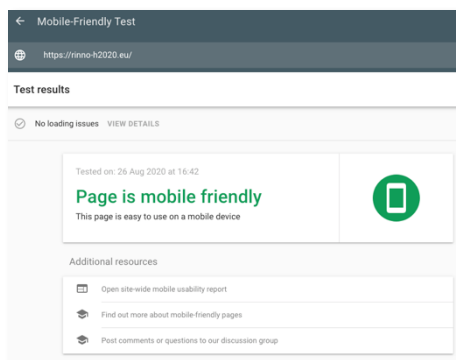 Mobile-Friendly Test
https://rinno-h2020.eu/
Test results
No loading issues VIEW DETAILS
Tested on: 26 Aug 2020 at 16:42
Page is mobile friendly
This page is easy to use on a mobile device
Additional resources
Open site-wide mobile usability report
Find out more about mobile-friendly pages
Post comments or questions to our discussion group